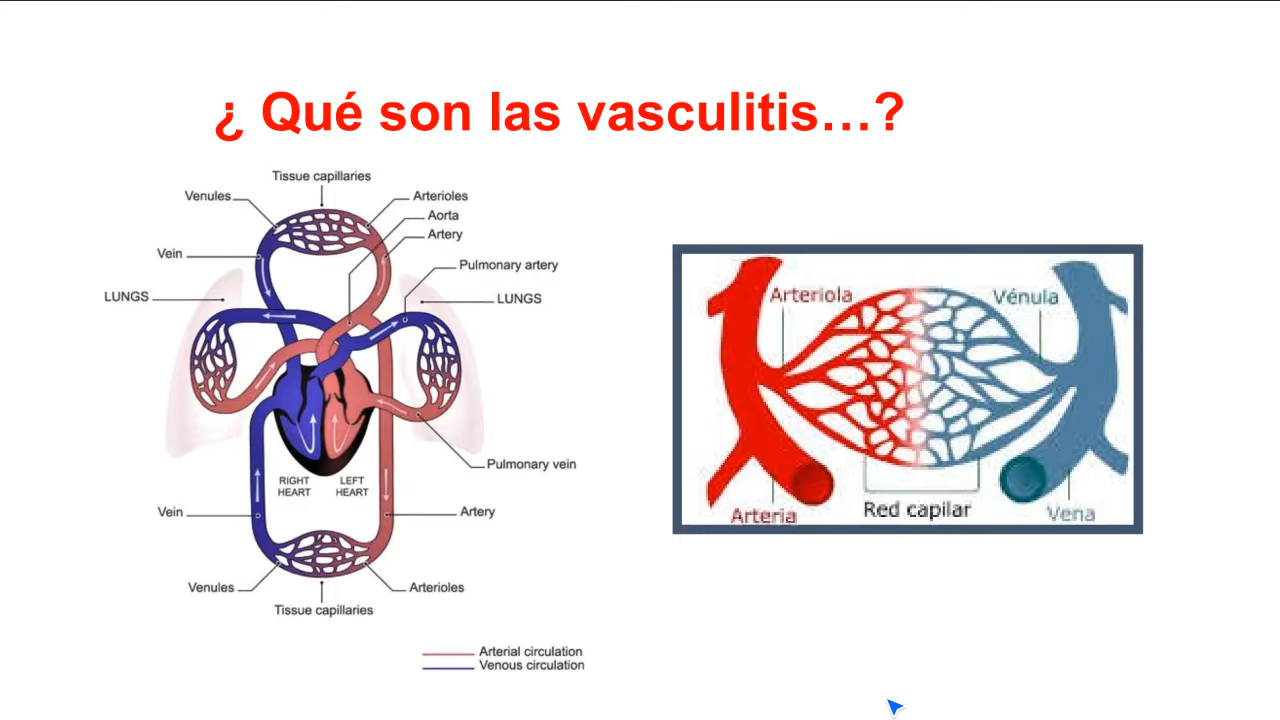 ¿ Qué son las vasculitis…?
Tissue capillaries
Venules
Arterioles
Aorta
Artery
Vein
Pulmonary artery
LUNGS
LUNGS
Pulmonary vein
RIGHT
HEART
LEFT
HEART
Vein
Artery
Venules
Arterioles
Tissue capillaries
Arterial circulation
Venous circulation
Arteriola
Vénula
Arteria
Red capilar
Vena